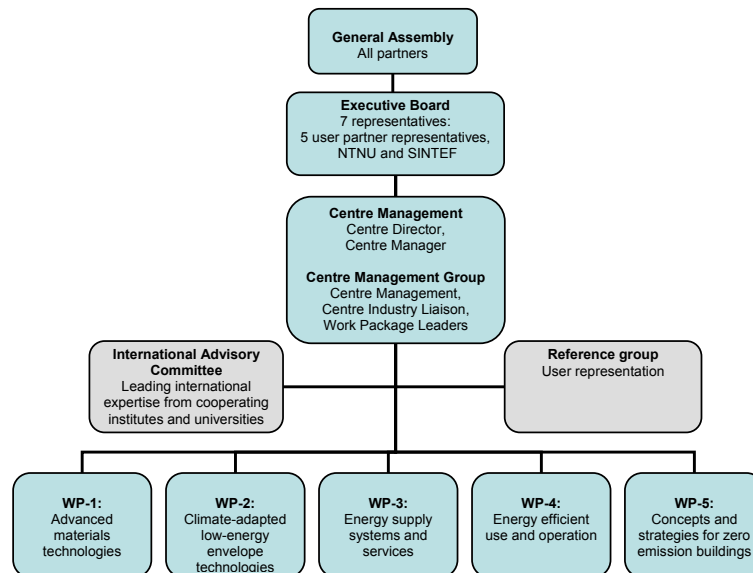 General Assembly
All partners
Executive Board
7 representatives:
5 user partner representatives,
NTNU and SINTEF
Centre Management
Centre Director,
Centre Manager
Centre Management Group
Centre Management,
Centre Industry Liaison,
Work Package Leaders
International Advisory
Committee
Leading international
expertise from cooperating
institutes and universities
Reference group
User representation
WP-1:
Advanced
materials
technologies
WP-2:
Climate-adapted
low-energy
envelope
technologies
WP-3:
Energy supply
systems and
services
WP-4:
Energy efficient
use and operation
WP-5:
Concepts and
strategies for zero
emission buildings